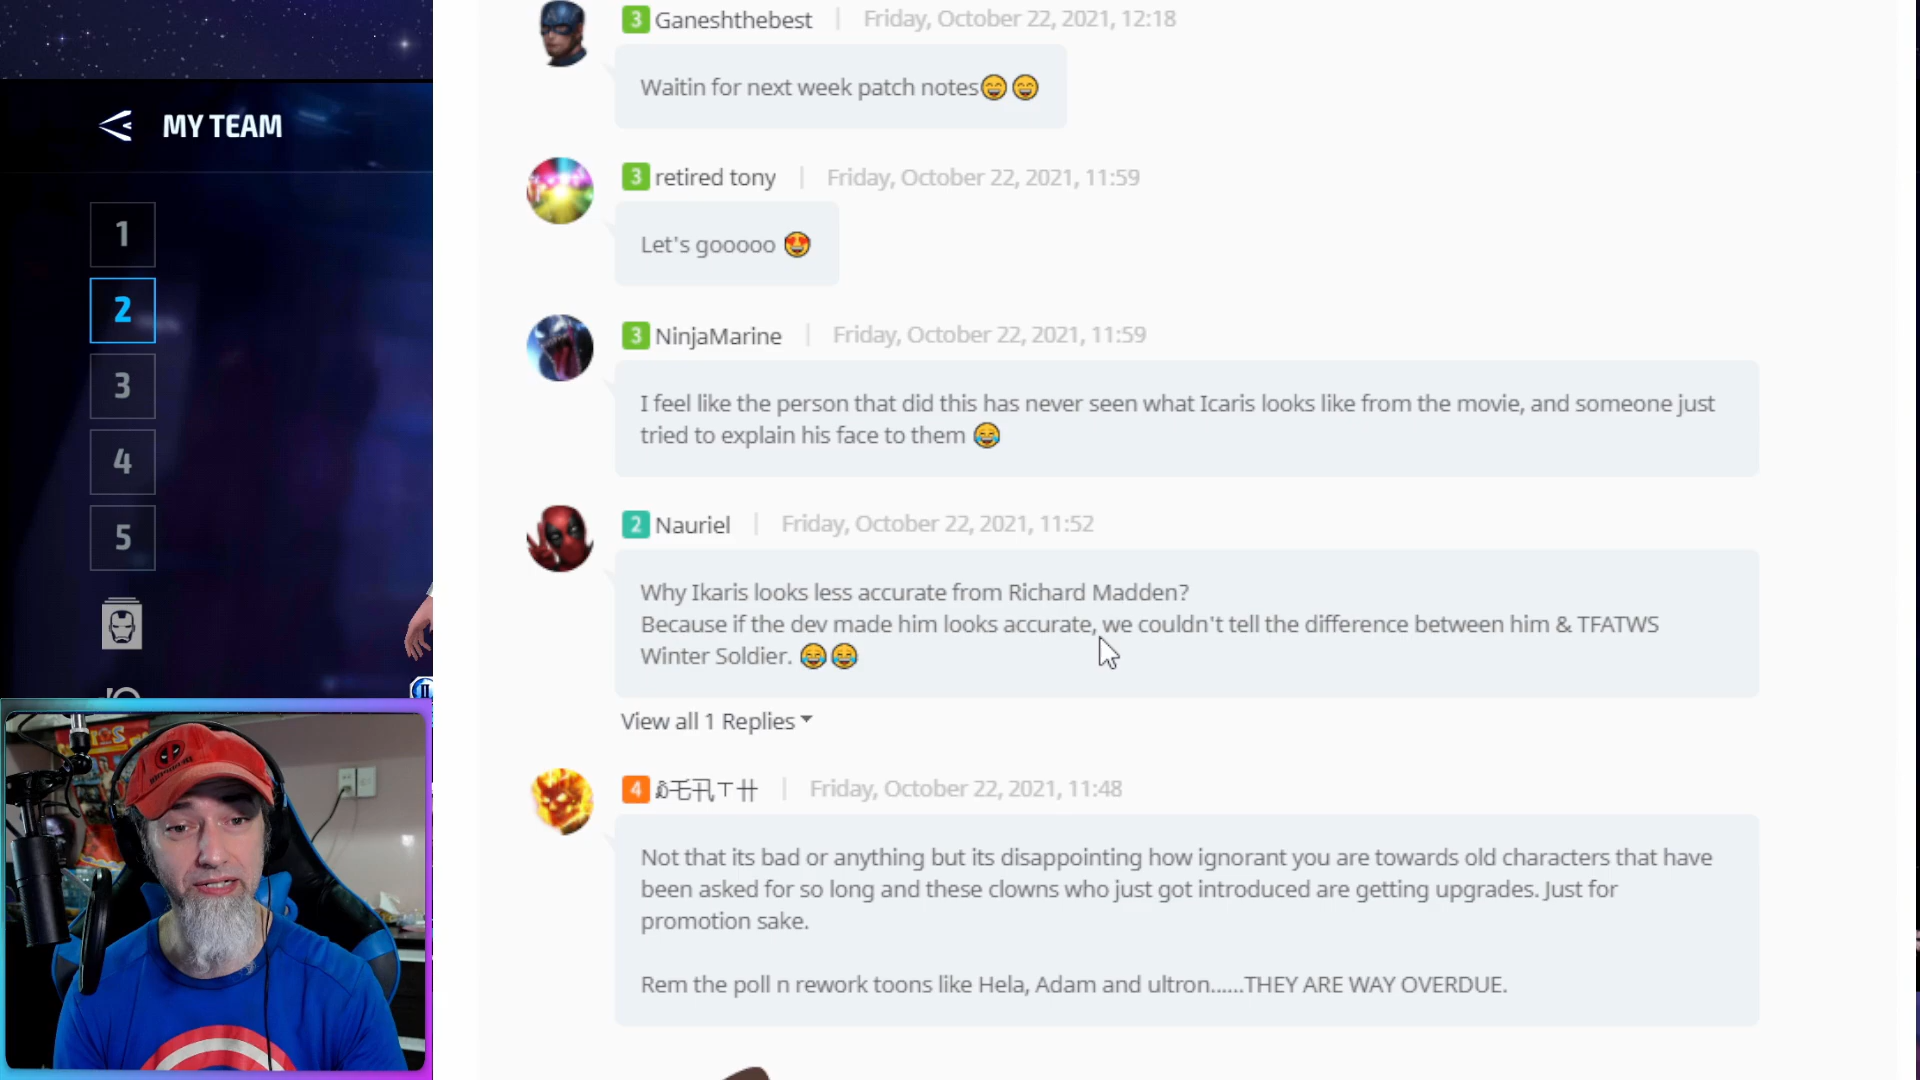 MY TEAM
1
2
3
4
5
3 Ganeshthebest | Friday, October 22, 2021, 12:18
Waitin for next week patch notes😄😄
3 retired tony | Friday, October 22, 2021, 11:59
Let's gooooo 😍
3 NinjaMarine | Friday, October 22, 2021, 11:59
I feel like the person that did this has never seen what Icaris looks like from the movie, and someone just
tried to explain his face to them 😂
2 Nauriel | Friday, October 22, 2021, 11:52
Why Ikaris looks less accurate from Richard Madden?
Because if the dev made him looks accurate, we couldn't tell the difference between him & TFATWS
Winter Soldier. 😂😂
View all 1 Replies
4 | Friday, October 22, 2021, 11:48
Not that its bad or anything but its disappointing how ignorant you are towards old characters that have
been asked for so long and these clowns who just got introduced are getting upgrades. Just for
promotion sake.
Rem the poll n rework toons like Hela, Adam and ultron......THEY ARE WAY OVERDUE.